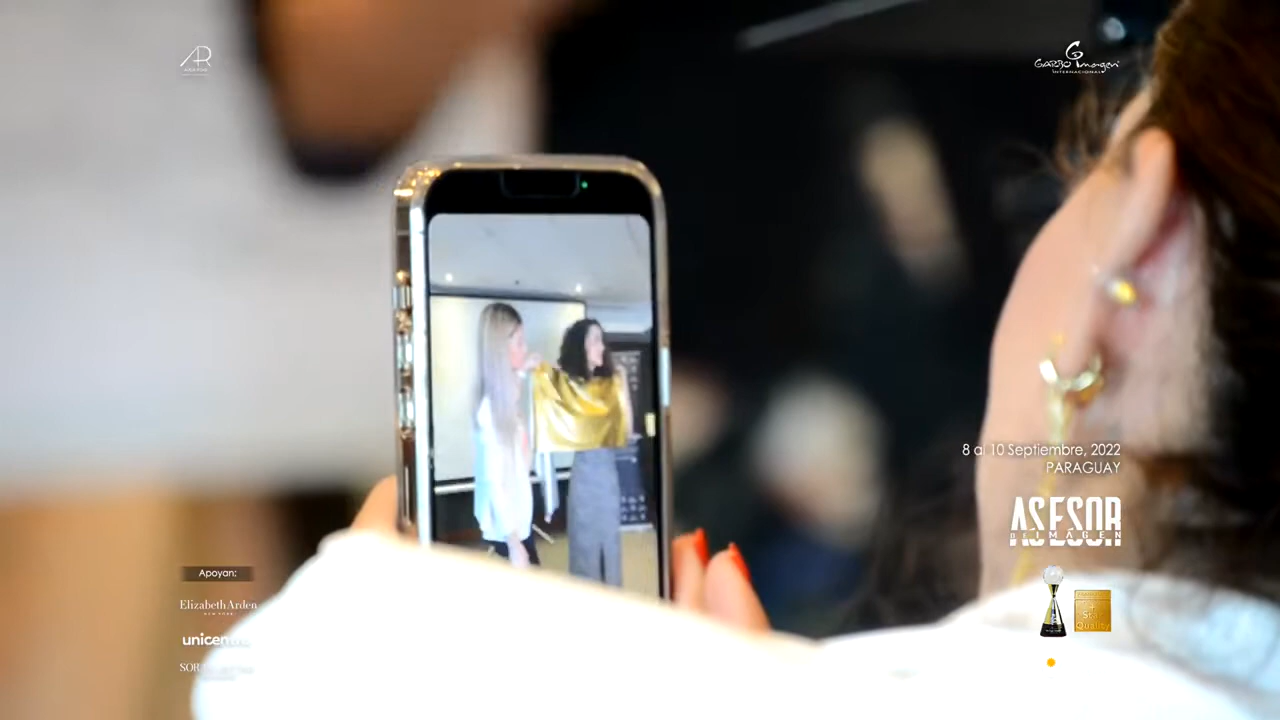 AR
GARBO Imagen
INTERNACIONAL
8 al 10 Septiembre, 2022
PARAGUAY
ASESOR
DE IMAGEN
Apoyan:
Elizabeth Arden
NEW YORK
Star
Quality